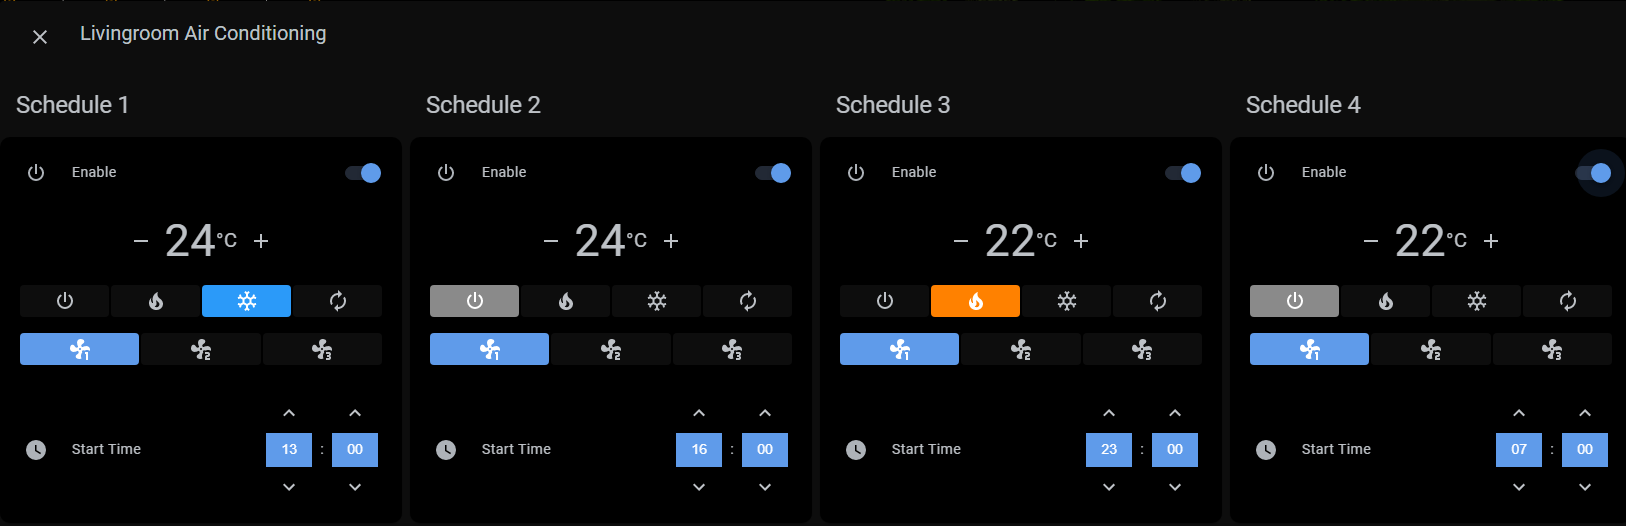 Livingroom Air Conditioning
Schedule 1
Enable
− 24°C +
1 2 3
Start Time 13 : 00
Schedule 2
Enable
− 24°C +
1 2 3
Start Time 16 : 00
Schedule 3
Enable
− 22°C +
1 2 3
Start Time 23 : 00
Schedule 4
Enable
− 22°C +
1 2 3
Start Time 07 : 00